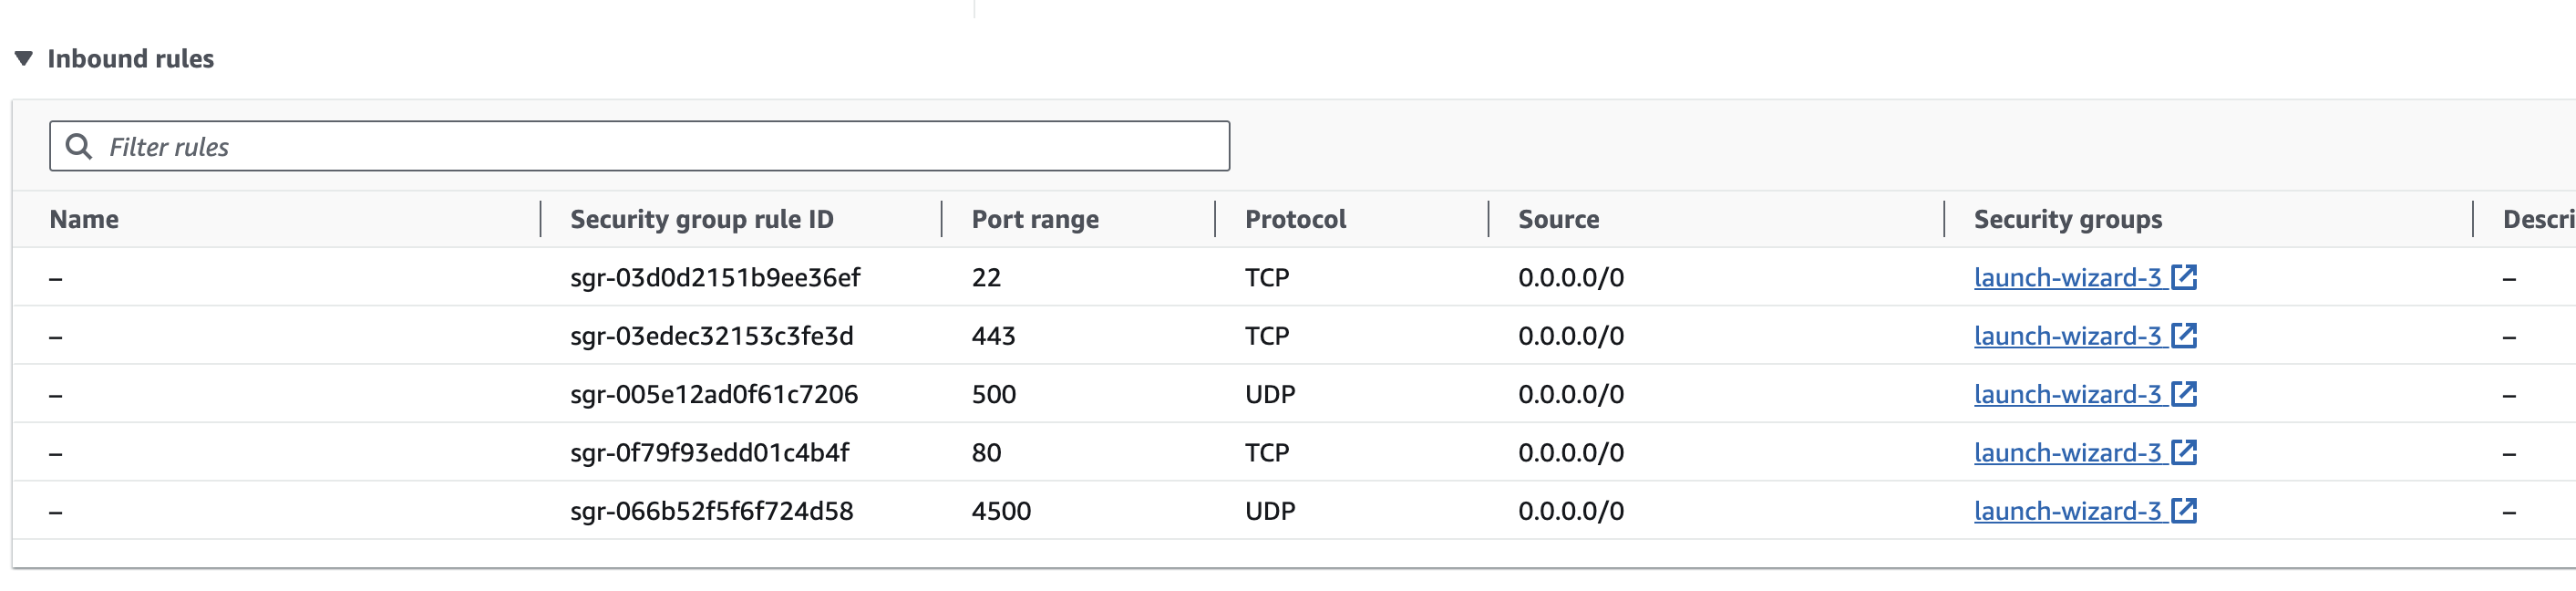 Inbound rules
Filter rules
Name Security group rule ID Port range Protocol Source Security groups Descri
– sgr-03d0d2151b9ee36ef 22 TCP 0.0.0.0/0 launch-wizard-3 –
– sgr-03edec32153c3fe3d 443 TCP 0.0.0.0/0 launch-wizard-3 –
– sgr-005e12ad0f61c7206 500 UDP 0.0.0.0/0 launch-wizard-3 –
– sgr-0f79f93edd01c4b4f 80 TCP 0.0.0.0/0 launch-wizard-3 –
– sgr-066b52f5f6f724d58 4500 UDP 0.0.0.0/0 launch-wizard-3 –